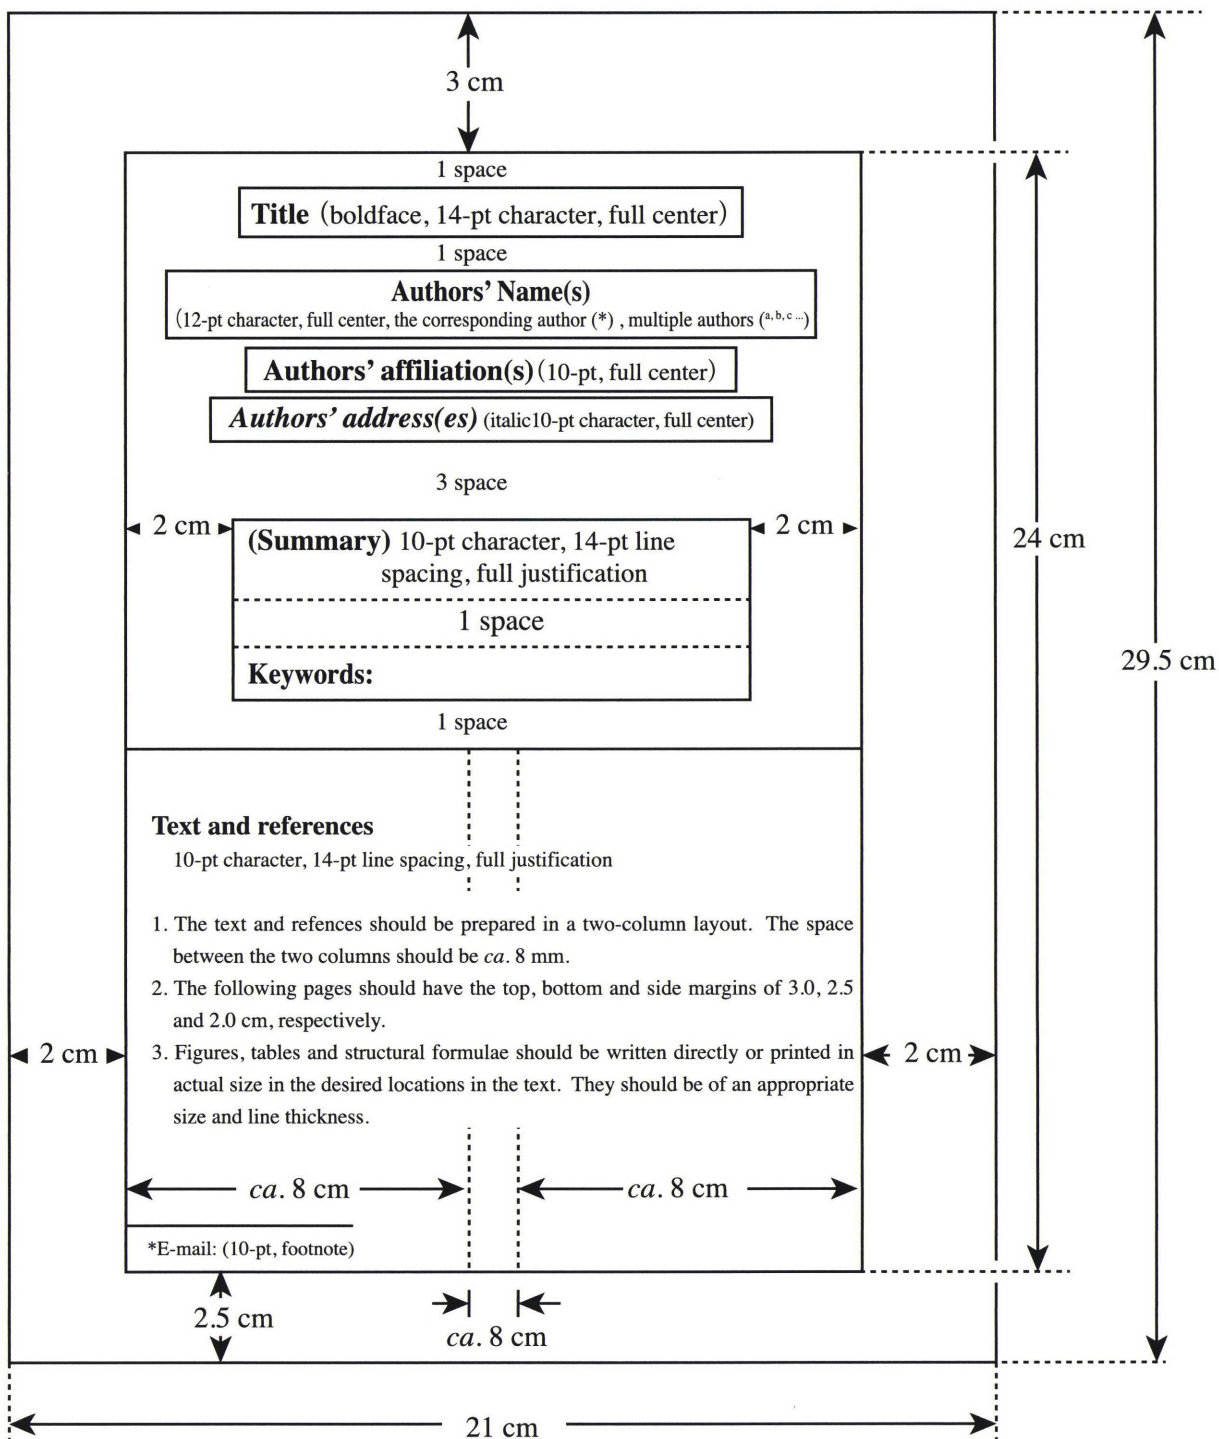 3 cm
1 space
Title (boldface, 14-pt character, full center)
1 space
Authors' Name(s)
(12-pt character, full center, the corresponding author (*) , multiple authors (a, b, c ...)
Authors' affiliation(s) (10-pt, full center)
Authors' address(es) (italic10-pt character, full center)
3 space
2 cm
2 cm
(Summary) 10-pt character, 14-pt line
spacing, full justification
24 cm
1 space
29.5 cm
Keywords:
1 space
Text and references
10-pt character, 14-pt line spacing, full justification
1. The text and refences should be prepared in a two-column layout. The space
between the two columns should be ca. 8 mm.
2. The following pages should have the top, bottom and side margins of 3.0, 2.5
and 2.0 cm, respectively.
2 cm
3. Figures, tables and structural formulae should be written directly or printed in
2 cm
actual size in the desired locations in the text. They should be of an appropriate
size and line thickness.
ca. 8 cm
ca. 8 cm
*E-mail: (10-pt, footnote)
2.5 cm
ca. 8 cm
21 cm